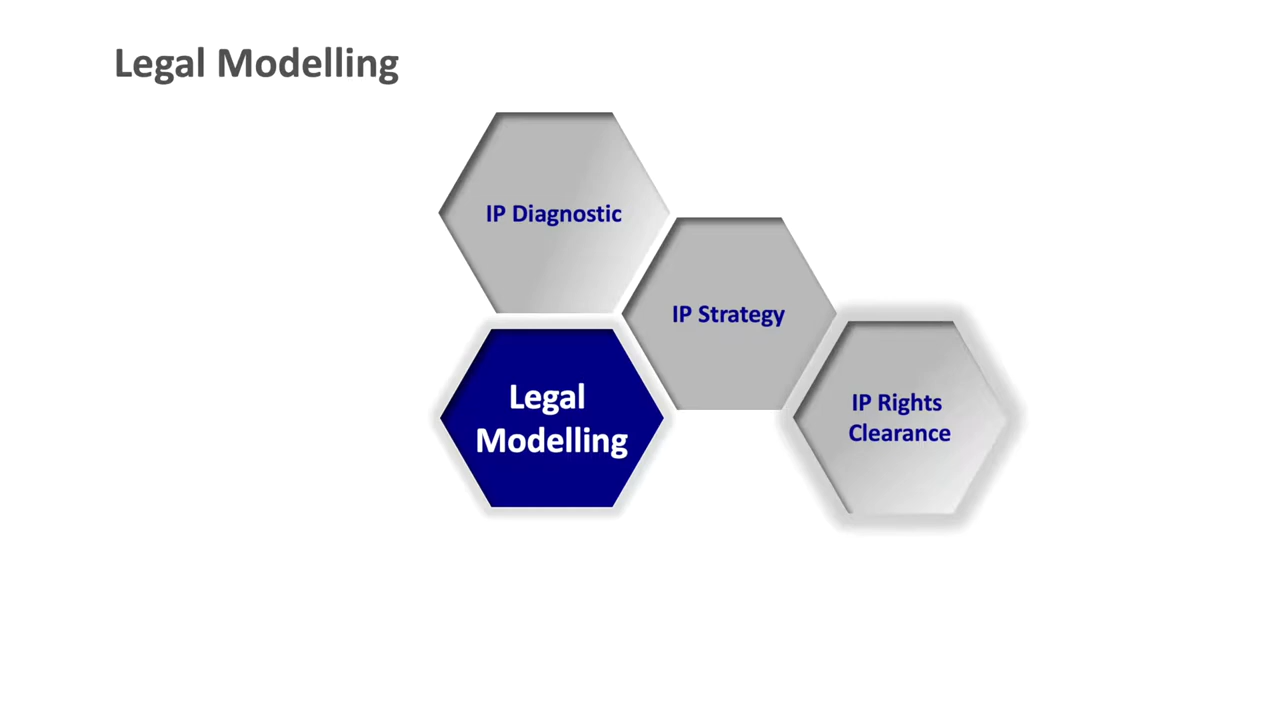 Legal Modelling
IP Diagnostic
IP Strategy
Legal
Modelling
IP Rights
Clearance